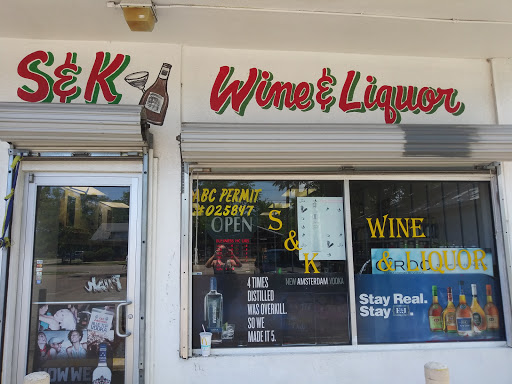 S&K
Wine & Liquor
ABC PERMIT
# 025847
OPEN
S
&
K
WINE
& LIQUOR
NEW AMSTERDAM VODKA
4 TIMES
DISTILLED
WAS OVERKILL.
SO WE
MADE IT 5.
Stay Real.
Stay